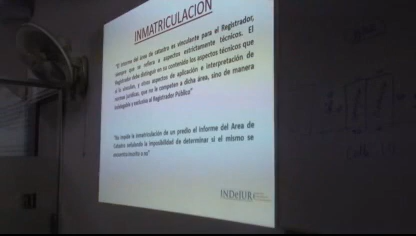 INMATRICULACION
"El informe del área de catastro es vinculante para el Registrador,
siempre que se refiera a aspectos estrictamente técnicos. El
Registrador debe distinguir en su contenido los aspectos técnicos que
si lo vinculan, y otros aspectos de aplicación e interpretación de
normas jurídicas, que no le competen a dicha área, sino de manera
indelegable y exclusiva al Registrador Público"
"No impide la inmatriculación de un predio el informe del Area de
Catastro señalando la imposibilidad de determinar si el mismo se
encuentra inscrito o no"
INDeJUR